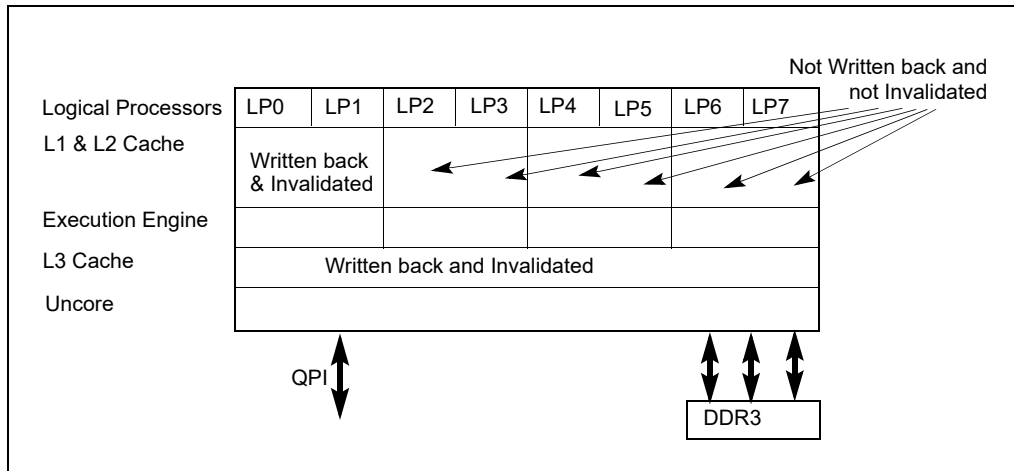 Not Written back and
not Invalidated
Logical Processors LP0 LP1 LP2 LP3 LP4 LP5 LP6 LP7
L1 & L2 Cache
Written back
& Invalidated
Execution Engine
L3 Cache Written back and Invalidated
Uncore
QPI
DDR3